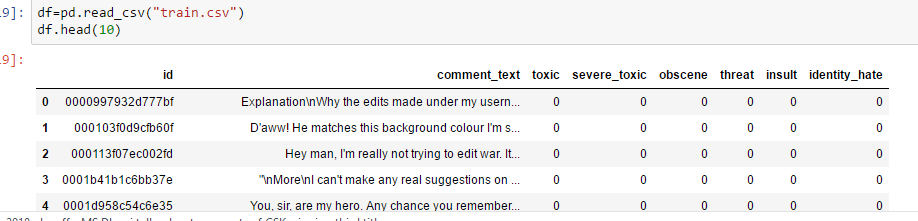 9]: df=pd.read_csv("train.csv")
df.head(10)
9]:
id comment_text toxic severe_toxic obscene threat insult identity_hate
0 0000997932d777bf Explanation\nWhy the edits made under my usern... 0 0 0 0 0 0
1 000103f0d9cfb60f D'aww! He matches this background colour I'm s... 0 0 0 0 0 0
2 000113f07ec002fd Hey man, I'm really not trying to edit war. It... 0 0 0 0 0 0
3 0001b41b1c6bb37e "\nMore\nI can't make any real suggestions on ... 0 0 0 0 0 0
4 0001d958c54c6e35 You, sir, are my hero. Any chance you remember... 0 0 0 0 0 0